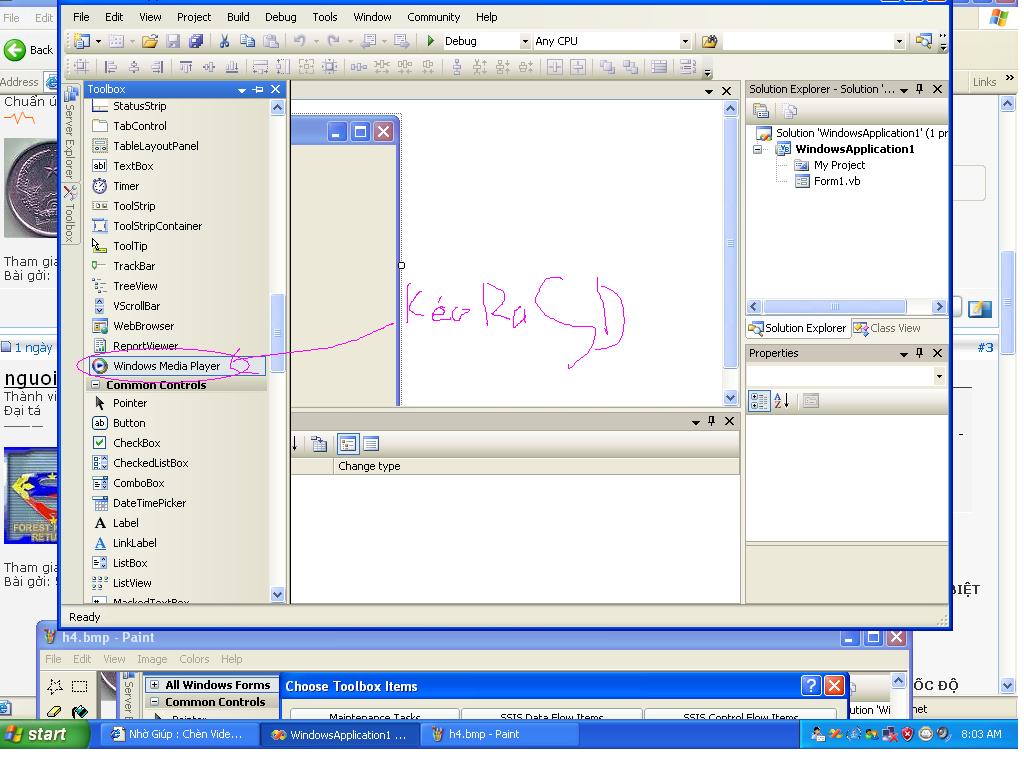 File Edit View Project Build Debug Tools Window Community Help
File Edit
Back
Debug Any CPU
Address
Links
Chuẩn
Server Explorer
Toolbox
Toolbox
StatusStrip
TabControl
TableLayoutPanel
TextBox
Timer
ToolStrip
ToolStripContainer
ToolTip
TrackBar
TreeView
VScrollBar
WebBrowser
ReportViewer
Windows Media Player
Common Controls
Pointer
Button
CheckBox
CheckedListBox
ComboBox
DateTimePicker
Label
LinkLabel
ListBox
ListView
MaskedTextBox
Kéo Ra SD
Change type
Solution Explorer - Solution '...
Solution 'WindowsApplication1' (1 pr
WindowsApplication1
My Project
Form1.vb
Solution Explorer Class View
Properties
#3
Tham gia
Bài gởi:
1 ngày
nguoi
Thành vi
Đại tá
FOREST
RETU
Tham gia
Bài gởi:
BIỆT
ỐC ĐỘ
Ready
h4.bmp - Paint
File Edit View Image Colors Help
Server E
All Windows Forms
Common Controls
Pointer
Choose Toolbox Items
Maintenance Tasks SSIS Data Flow Items SSIS Control Flow Items
ution 'Wi
net
start
Nhờ Giúp : Chèn Vide...
WindowsApplication1 ...
h4.bmp - Paint
8:03 AM